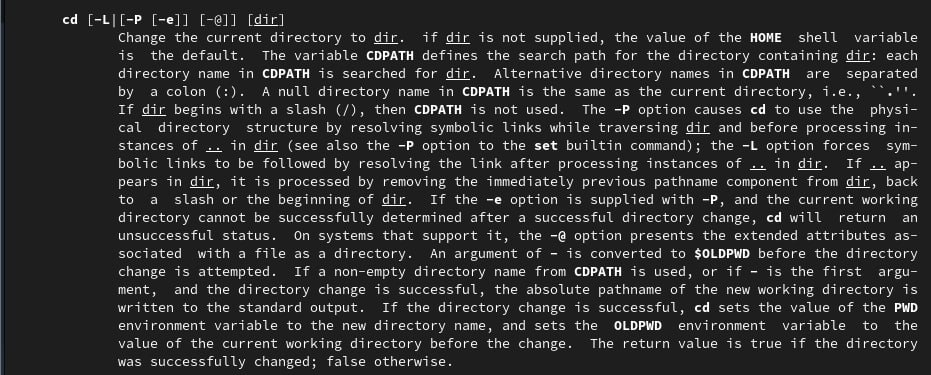 cd [-L|[-P [-e]] [-@]] [dir]
Change the current directory to dir.  if dir is not supplied, the value of the HOME  shell  variable
is  the default.  The variable CDPATH defines the search path for the directory containing dir: each
directory name in CDPATH is searched for dir.  Alternative directory names in CDPATH  are  separated
by  a colon (:).  A null directory name in CDPATH is the same as the current directory, i.e., ``.''.
If dir begins with a slash (/), then CDPATH is not used.  The -P option causes cd to use the  physi-
cal  directory  structure by resolving symbolic links while traversing dir and before processing in-
stances of .. in dir (see also the -P option to the set builtin command); the -L option forces  sym-
bolic links to be followed by resolving the link after processing instances of .. in dir.  If .. ap-
pears in dir, it is processed by removing the immediately previous pathname component from dir, back
to  a  slash or the beginning of dir.  If the -e option is supplied with -P, and the current working
directory cannot be successfully determined after a successful directory change, cd will  return  an
unsuccessful status.  On systems that support it, the -@ option presents the extended attributes as-
sociated  with a file as a directory.  An argument of - is converted to $OLDPWD before the directory
change is attempted.  If a non-empty directory name from CDPATH is used, or if - is the first  argu-
ment,  and the directory change is successful, the absolute pathname of the new working directory is
written to the standard output.  If the directory change is successful, cd sets the value of the PWD
environment variable to the new directory name, and sets the  OLDPWD  environment  variable  to  the
value of the current working directory before the change.  The return value is true if the directory
was successfully changed; false otherwise.